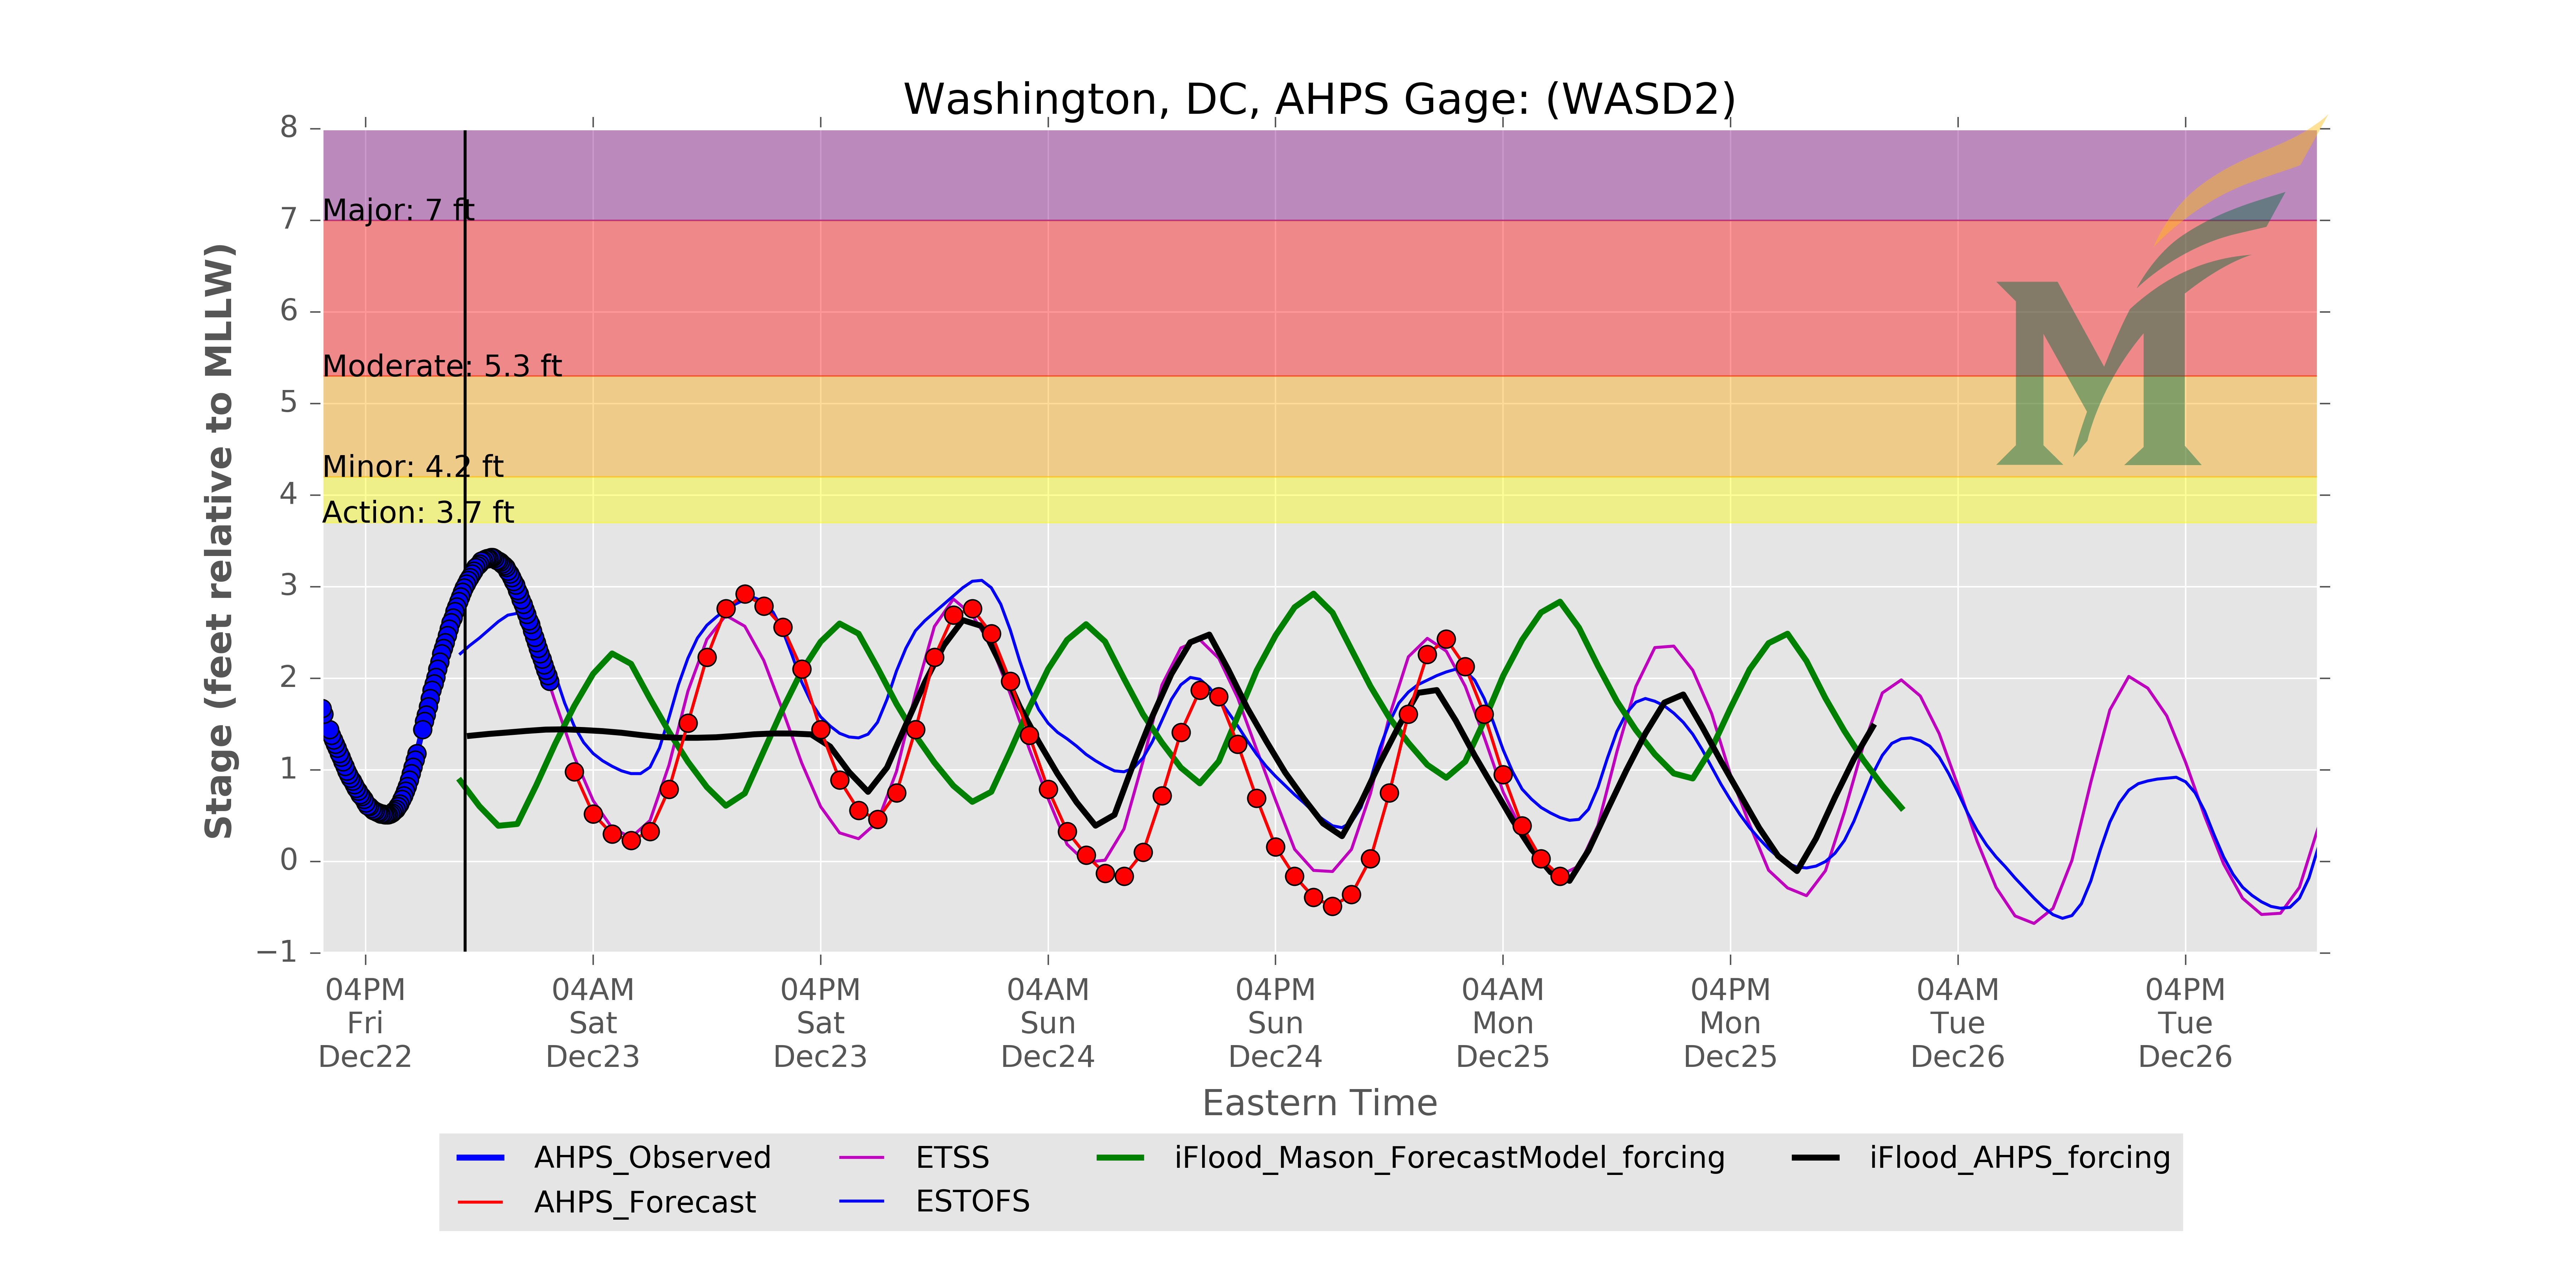 Washington, DC, AHPS Gage: (WASD2)
8
7
6
5
4
3
2
1
0
−1
Stage (feet relative to MLLW)
Major: 7 ft
Moderate: 5.3 ft
Minor: 4.2 ft
Action: 3.7 ft
M
04PM 04AM 04PM 04AM 04PM 04AM 04PM 04AM 04PM
Fri Sat Sat Sun Sun Mon Mon Tue Tue
Dec22 Dec23 Dec23 Dec24 Dec24 Dec25 Dec25 Dec26 Dec26
Eastern Time
AHPS_Observed ETSS iFlood_Mason_ForecastModel_forcing iFlood_AHPS_forcing
AHPS_Forecast ESTOFS